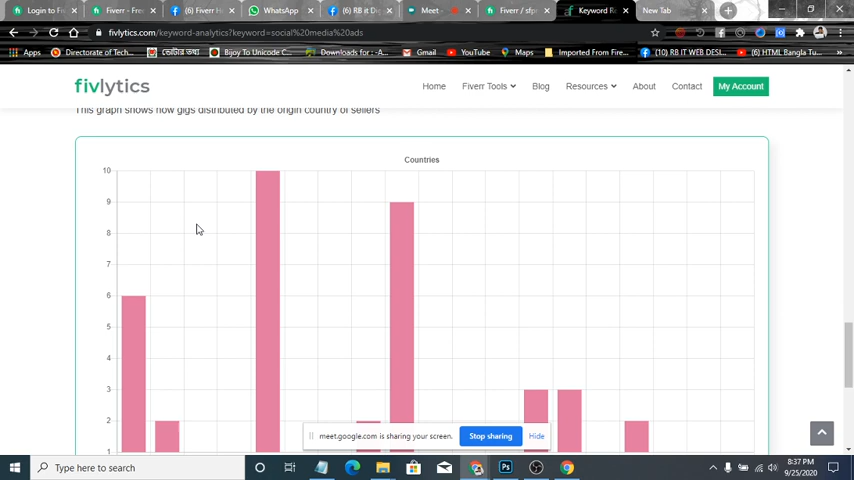 Login to Fi
Fiverr - Free
(6) Fiverr H
WhatsApp
(6) RB it De
Meet -
Fiverr / sfp
Keyword Re
New Tab
fivlytics.com/keyword-analytics?keyword=social%20media%20ads
Apps
Directorate of Tech...
ভোটার তথ্য
Bijoy To Unicode C...
Downloads for : -A...
Gmail
YouTube
Maps
Imported From Fire...
(10) RB IT WEB DESI...
(6) HTML Bangla Tu...
fivlytics
Home
Fiverr Tools
Blog
Resources
About
Contact
My Account
This graph shows how gigs distributed by the origin country of sellers
Countries
10
9
8
7
6
5
4
3
2
1
meet.google.com is sharing your screen.
Stop sharing
Hide
Type here to search
8:37 PM
9/25/2020